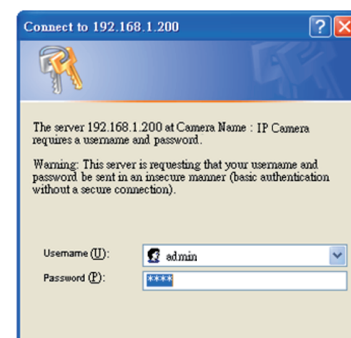 Connect to 192.168.1.200
The server 192.168.1.200 at Camera Name : IP Camera
requires a username and password.
Warning: This server is requesting that your username and
password be sent in an insecure manner (basic authentication
without a secure connection).
Username (U):
admin
Password (P):
****